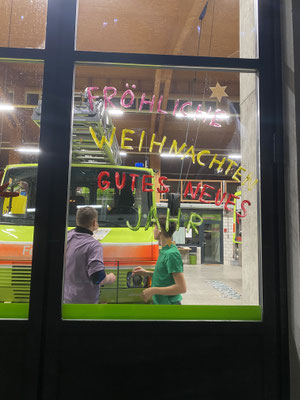 FRÖHLICHE
WEIHNACHTEN
GUTES NEUES
JAHR